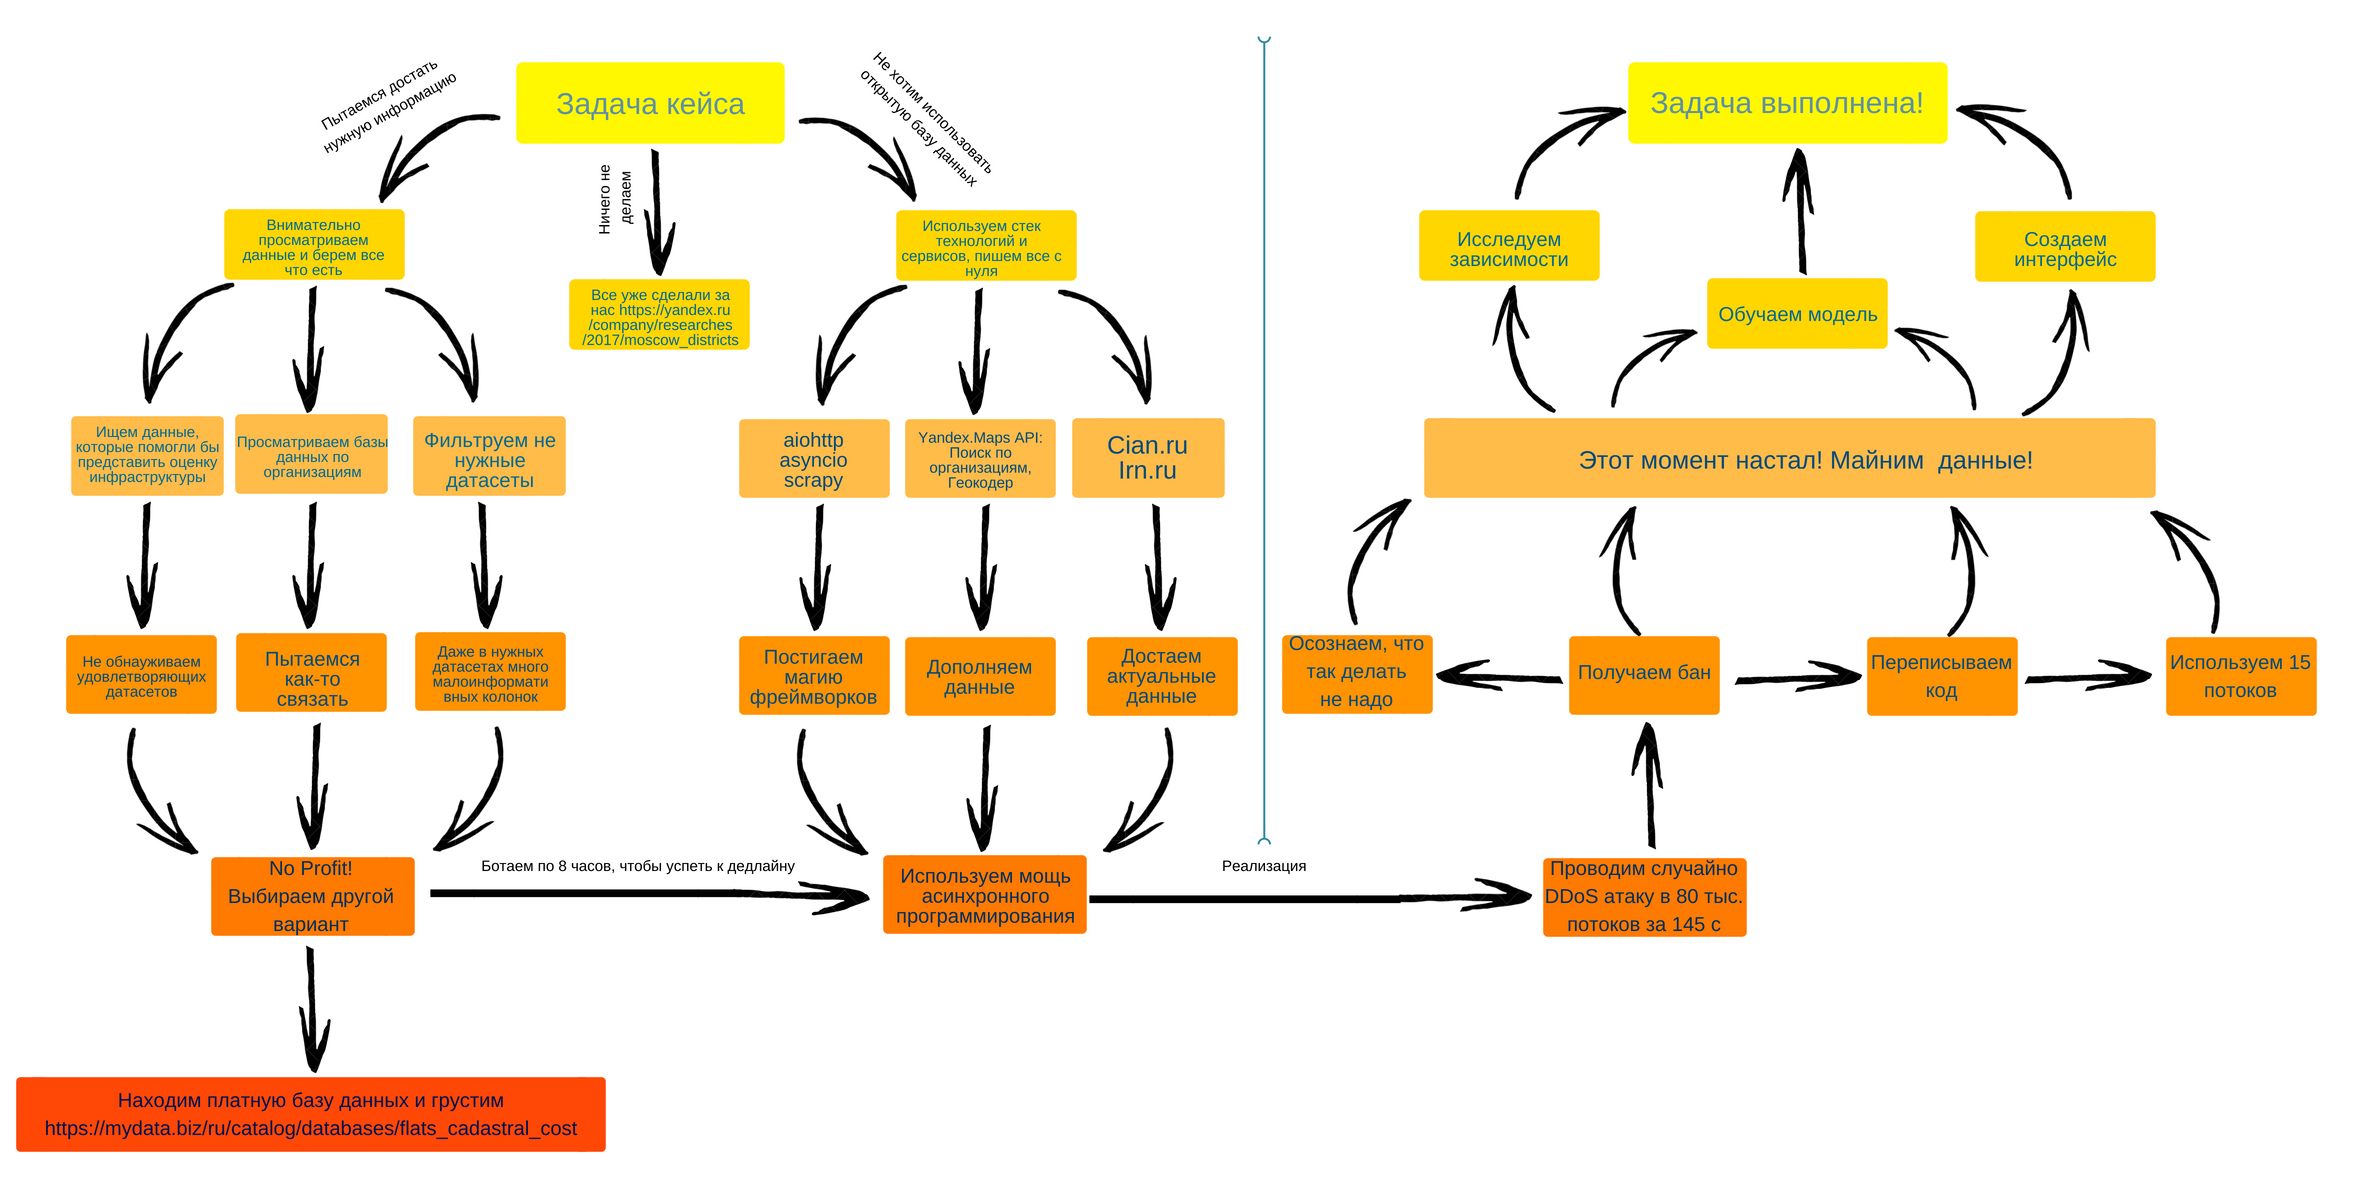 Задача кейса
Пытаемся достать
нужную информацию
Ничего не
делаем
Не хотим использовать
открытую базу данных
Внимательно
просматриваем
данные и берем все
что есть
Все уже сделали за
нас https://yandex.ru
/company/researches
/2017/moscow_districts
Используем стек
технологий и
сервисов, пишем все с
нуля
Ищем данные,
которые помогли бы
представить оценку
инфраструктуры
Просматриваем базы
данных по
организациям
Фильтруем не
нужные
датасеты
aiohttp
asyncio
scrapy
Yandex.Maps API:
Поиск по
организациям,
Геокодер
Cian.ru
Irn.ru
Не обнауживаем
удовлетворяющих
датасетов
Пытаемся
как-то
связать
Даже в нужных
датасетах много
малоинформати
вных колонок
Постигаем
магию
фреймворков
Дополняем
данные
Достаем
актуальные
данные
No Profit!
Выбираем другой
вариант
Ботаем по 8 часов, чтобы успеть к дедлайну
Используем мощь
асинхронного
программирования
Реализация
Находим платную базу данных и грустим
https://mydata.biz/ru/catalog/databases/flats_cadastral_cost
Задача выполнена!
Исследуем
зависимости
Обучаем модель
Создаем
интерфейс
Этот момент настал! Майним  данные!
Осознаем, что
так делать
не надо
Получаем бан
Переписываем
код
Используем 15
потоков
Проводим случайно
DDoS атаку в 80 тыс.
потоков за 145 с